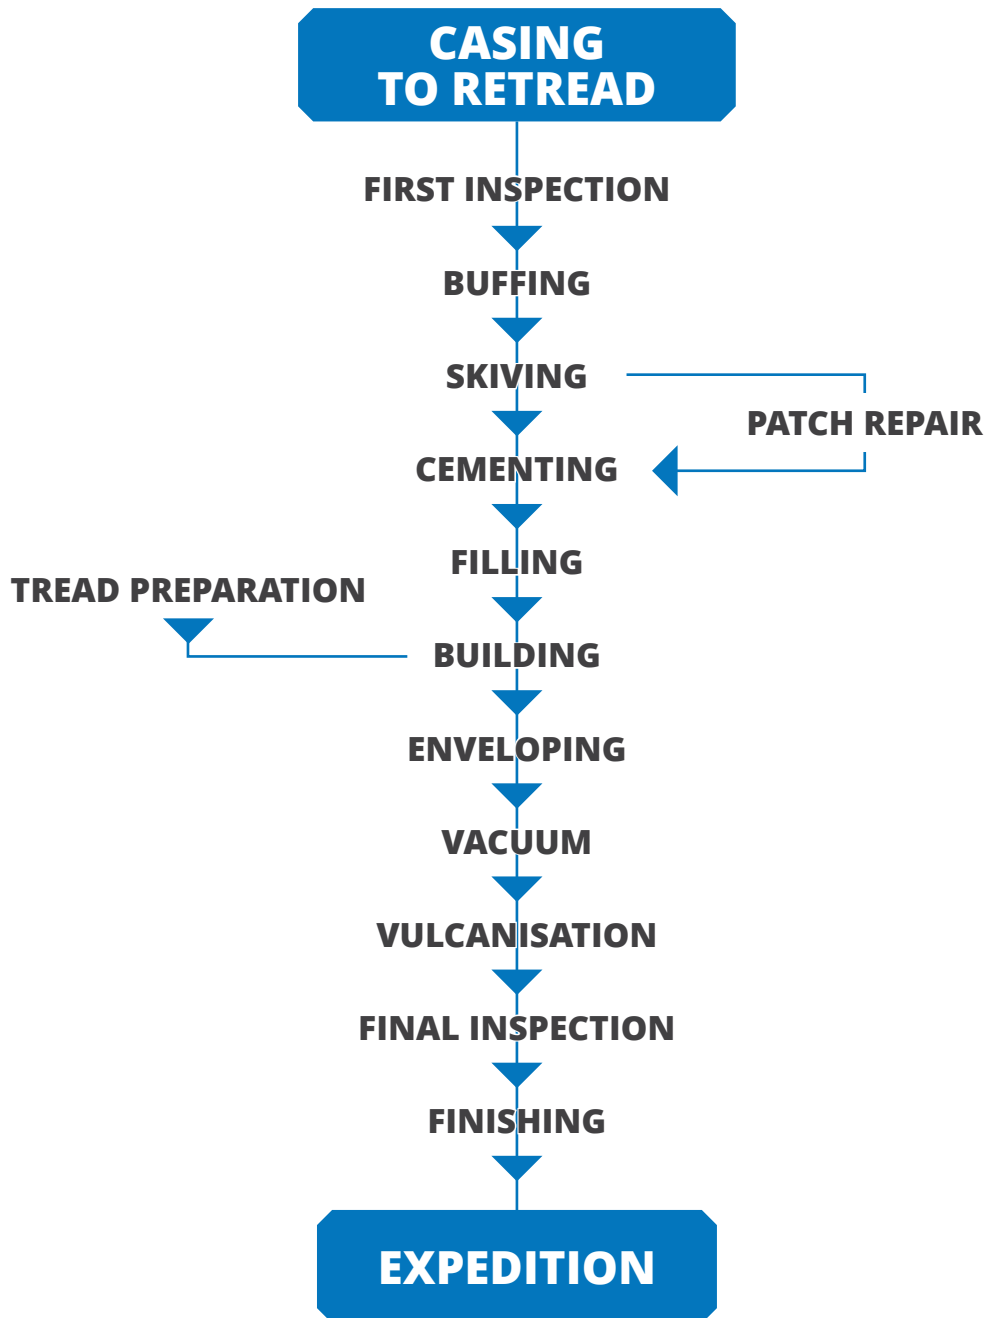 CASING
TO RETREAD
FIRST INSPECTION
BUFFING
SKIVING
PATCH REPAIR
CEMENTING
FILLING
TREAD PREPARATION
BUILDING
ENVELOPING
VACUUM
VULCANISATION
FINAL INSPECTION
FINISHING
EXPEDITION